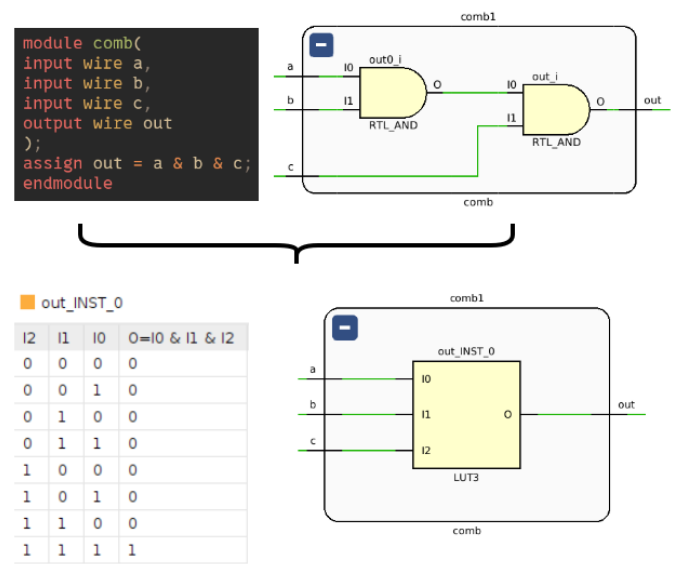 module comb(
input wire a,
input wire b,
input wire c,
output wire out
);
assign out = a & b & c;
endmodule
comb1
a
b
c
I0
I1
out0_i
O
RTL_AND
I0
I1
out_i
O
RTL_AND
out
comb
out_INST_0
I2 I1 I0 O=I0 & I1 & I2
0 0 0 0
0 0 1 0
0 1 0 0
0 1 1 0
1 0 0 0
1 0 1 0
1 1 0 0
1 1 1 1
comb1
out_INST_0
a
b
c
I0
I1
I2
O
out
LUT3
comb